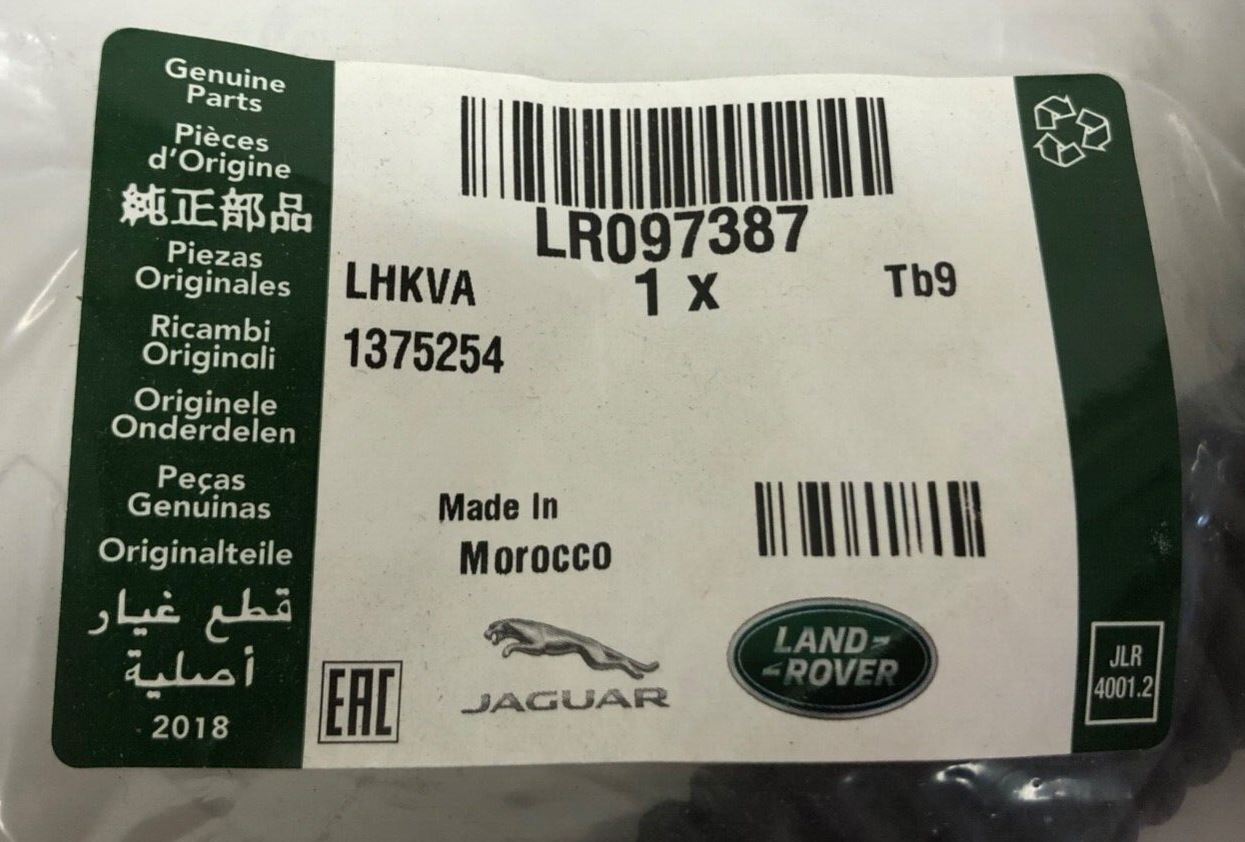 Genuine
Parts
Pièces
d'Origine
純正部品
Piezas
Originales
Ricambi
Originali
Originele
Onderdelen
Peças
Genuinas
Originalteile
قطع غيار
أصلية
2018
LR097387
LHKVA
1 x
Tb9
1375254
Made In
Morocco
EAC
JAGUAR
LAND-
-ROVER
JLR
4001.2